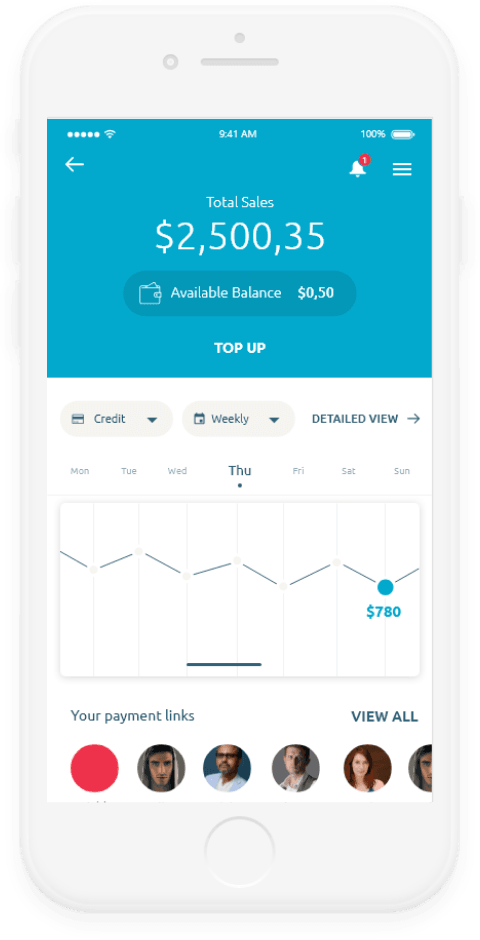 9:41 AM 100%
1
Total Sales
$2,500,35
Available Balance $0,50
TOP UP
Credit Weekly DETAILED VIEW
Mon Tue Wed Thu Fri Sat Sun
$780
Your payment links VIEW ALL